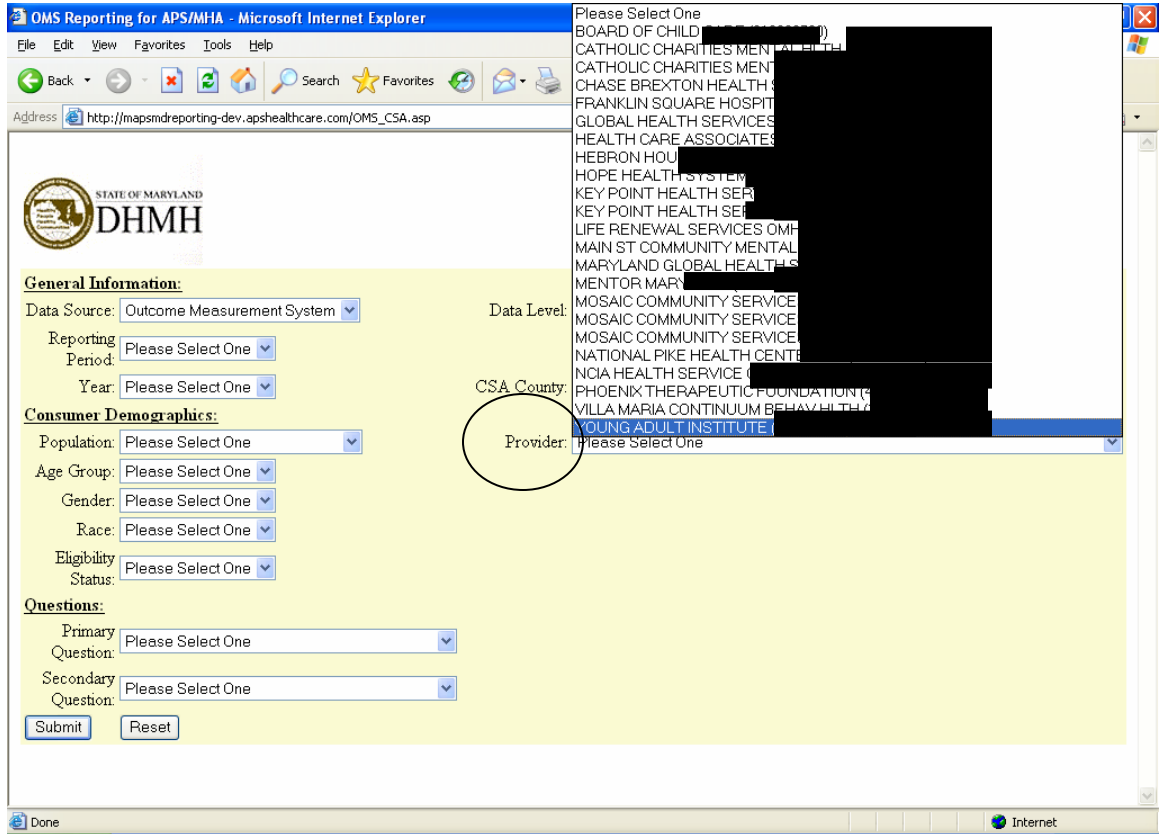 OMS Reporting for APS/MHA - Microsoft Internet Explorer
File Edit View Favorites Tools Help
Back Search Favorites
Address http://mapsmdreporting-dev.apshealthcare.com/OMS_CSA.asp
Please Select One
BOARD OF CHILD
CATHOLIC CHARITIES MENTAL HLTH
CATHOLIC CHARITIES MENT
CHASE BREXTON HEALTH
FRANKLIN SQUARE HOSPIT
GLOBAL HEALTH SERVICES
HEALTH CARE ASSOCIATES
HEBRON HOU
HOPE HEALTH SYSTEM
KEY POINT HEALTH SER
KEY POINT HEALTH SER
LIFE RENEWAL SERVICES OMH
MAIN ST COMMUNITY MENTAL
MARYLAND GLOBAL HEALTH S
MENTOR MARY
MOSAIC COMMUNITY SERVICE
MOSAIC COMMUNITY SERVICE
MOSAIC COMMUNITY SERVICE
NATIONAL PIKE HEALTH CENTE
NCIA HEALTH SERVICE
PHOENIX THERAPEUTIC FOUNDATION (4
VILLA MARIA CONTINUUM BEHAV HLTH (
YOUNG ADULT INSTITUTE (
STATE OF MARYLAND
DHMH
General Information:
Data Source: Outcome Measurement System Data Level:
Reporting
Period: Please Select One
Year: Please Select One CSA County:
Consumer Demographics:
Population: Please Select One Provider: Please Select One
Age Group: Please Select One
Gender: Please Select One
Race: Please Select One
Eligibility
Status: Please Select One
Questions:
Primary
Question: Please Select One
Secondary
Question: Please Select One
Submit Reset
Done Internet